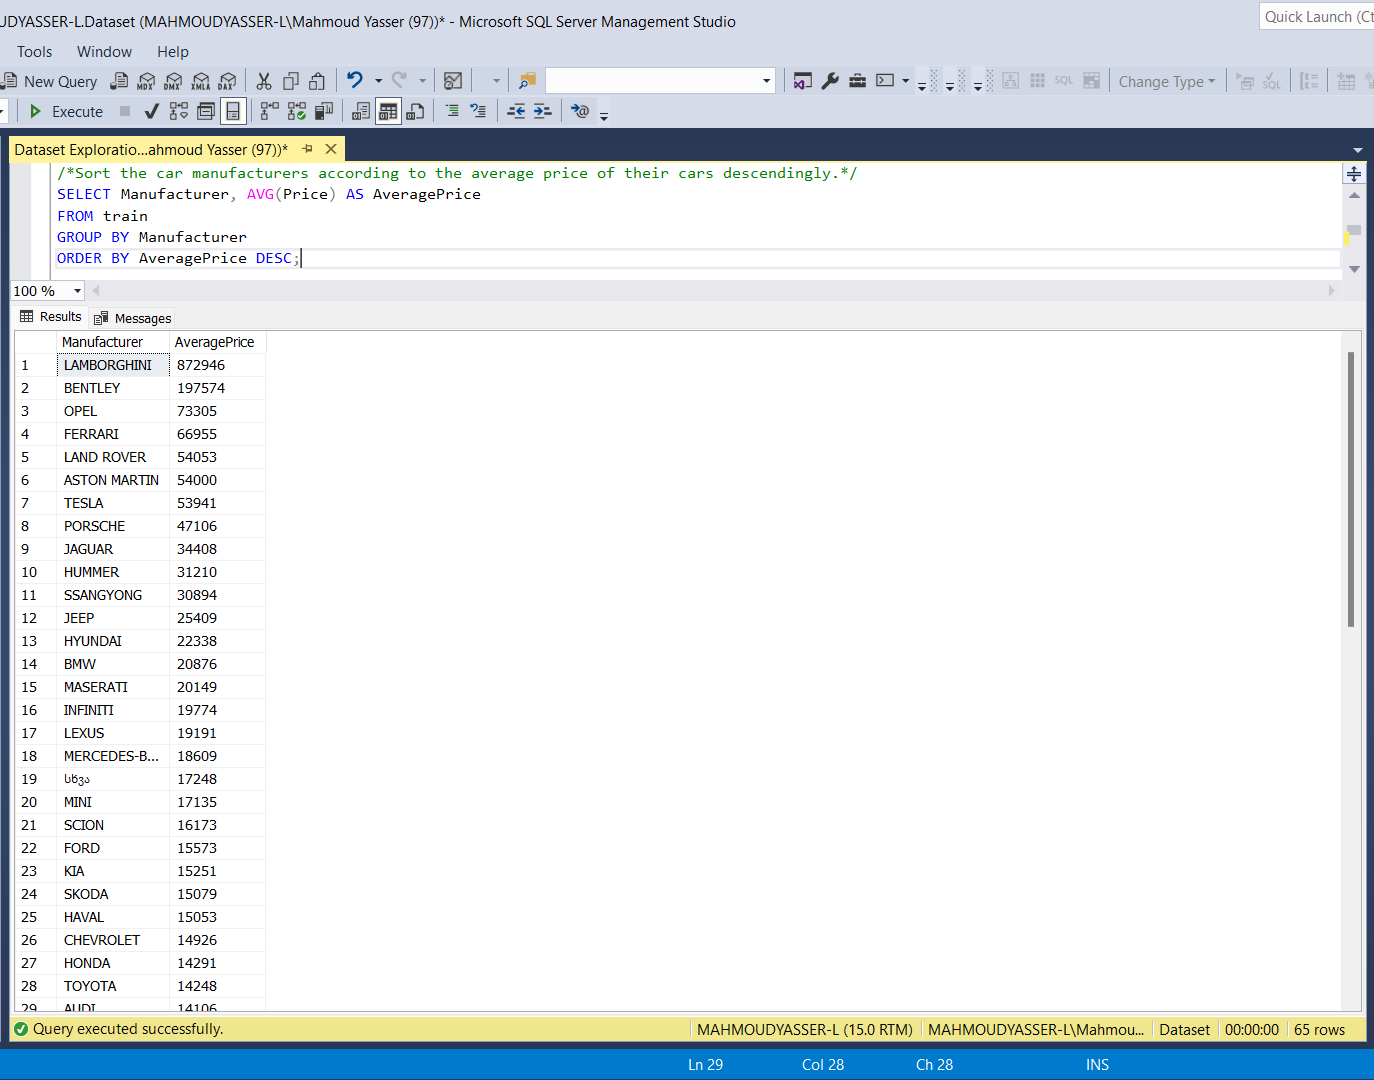 UDYASSER-L.Dataset (MAHMOUDYASSER-L\Mahmoud Yasser (97))* - Microsoft SQL Server Management Studio
Quick Launch (Ct
Tools Window Help
New Query MDX DMX XMLA DAX SQL Change Type SQL
Execute
Dataset Exploratio...ahmoud Yasser (97))*
/*Sort the car manufacturers according to the average price of their cars descendingly.*/
SELECT Manufacturer, AVG(Price) AS AveragePrice
FROM train
GROUP BY Manufacturer
ORDER BY AveragePrice DESC;
100 %
Results Messages
Manufacturer AveragePrice
1 LAMBORGHINI 872946
2 BENTLEY 197574
3 OPEL 73305
4 FERRARI 66955
5 LAND ROVER 54053
6 ASTON MARTIN 54000
7 TESLA 53941
8 PORSCHE 47106
9 JAGUAR 34408
10 HUMMER 31210
11 SSANGYONG 30894
12 JEEP 25409
13 HYUNDAI 22338
14 BMW 20876
15 MASERATI 20149
16 INFINITI 19774
17 LEXUS 19191
18 MERCEDES-B... 18609
19 სხვა 17248
20 MINI 17135
21 SCION 16173
22 FORD 15573
23 KIA 15251
24 SKODA 15079
25 HAVAL 15053
26 CHEVROLET 14926
27 HONDA 14291
28 TOYOTA 14248
29 AUDI 14106
Query executed successfully. MAHMOUDYASSER-L (15.0 RTM) MAHMOUDYASSER-L\Mahmou... Dataset 00:00:00 65 rows
Ln 29 Col 28 Ch 28 INS